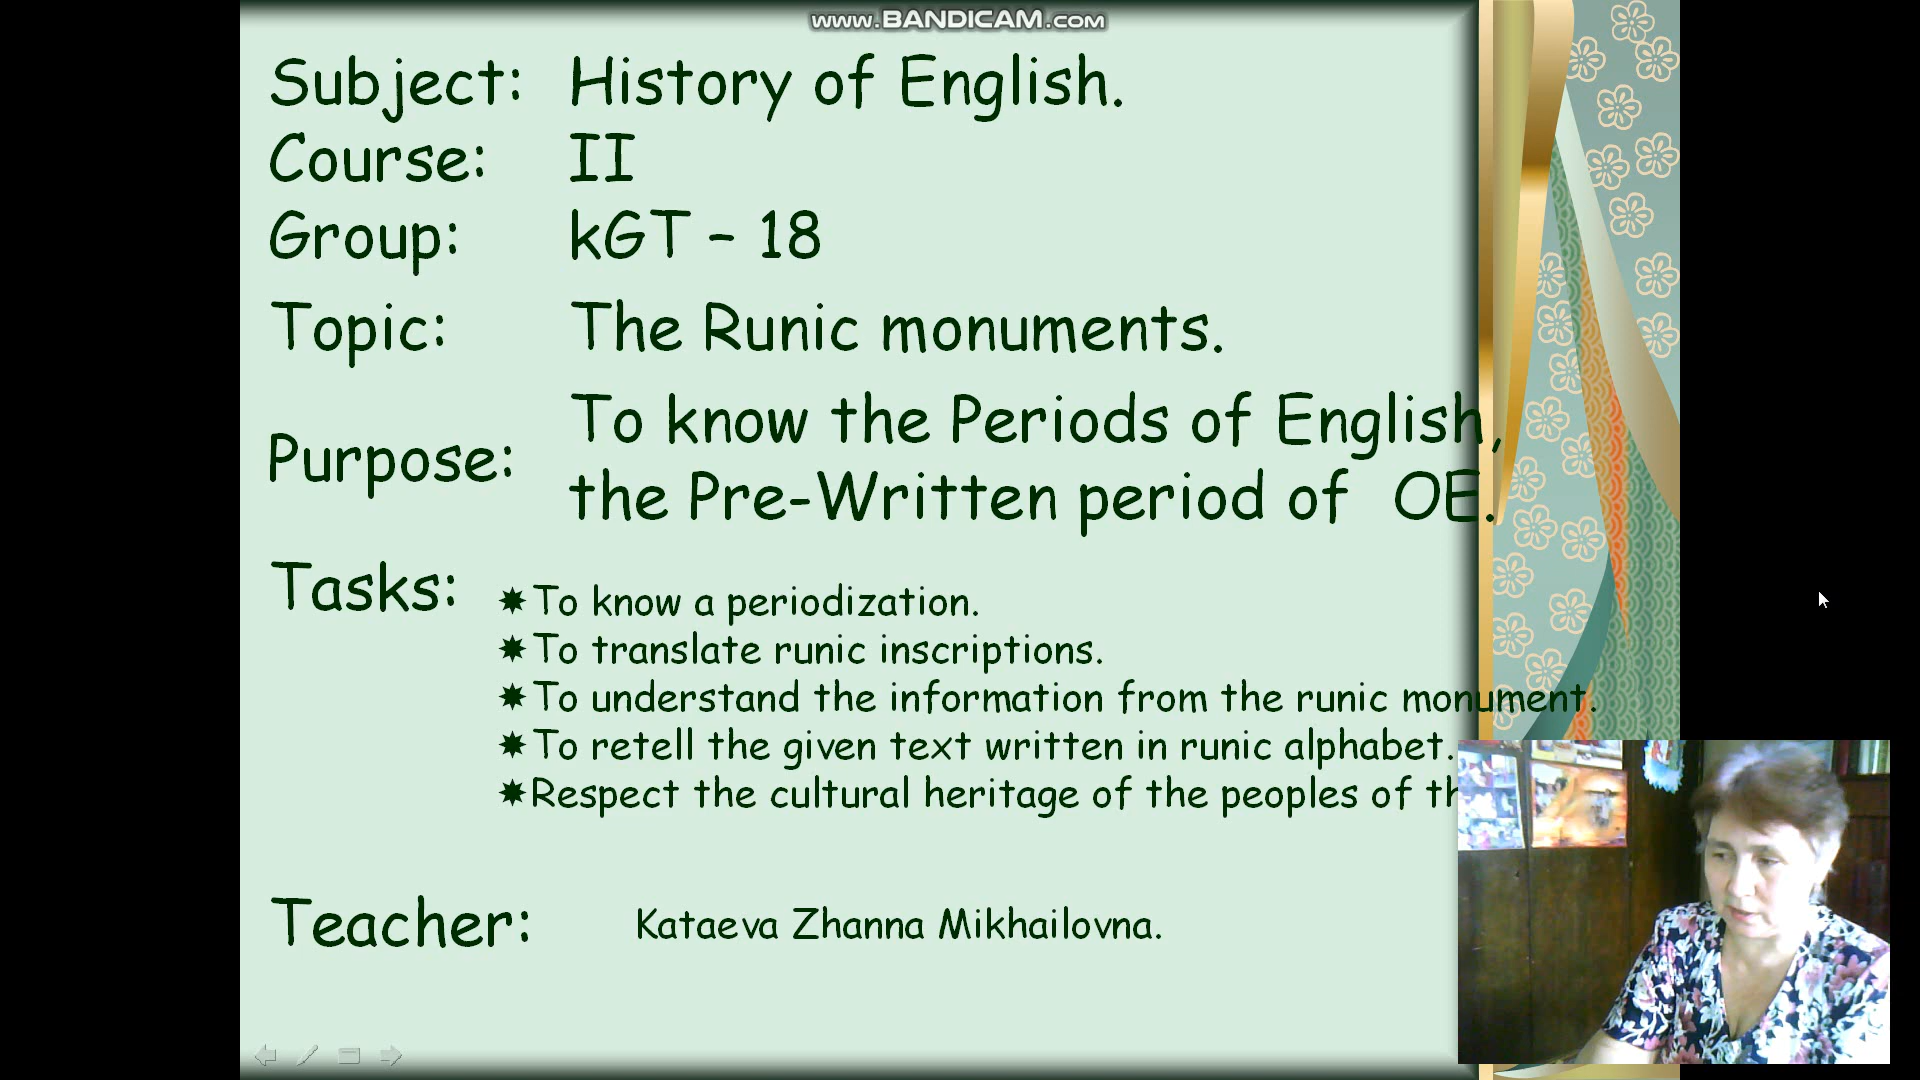 www.BANDICAM.com
Subject: History of English.
Course: II
Group: kGT – 18
Topic: The Runic monuments.
Purpose: To know the Periods of English,
the Pre-Written period of OE.
Tasks:
To know a periodization.
To translate runic inscriptions.
To understand the information from the runic monument.
To retell the given text written in runic alphabet.
Respect the cultural heritage of the peoples of
Teacher: Kataeva Zhanna Mikhailovna.